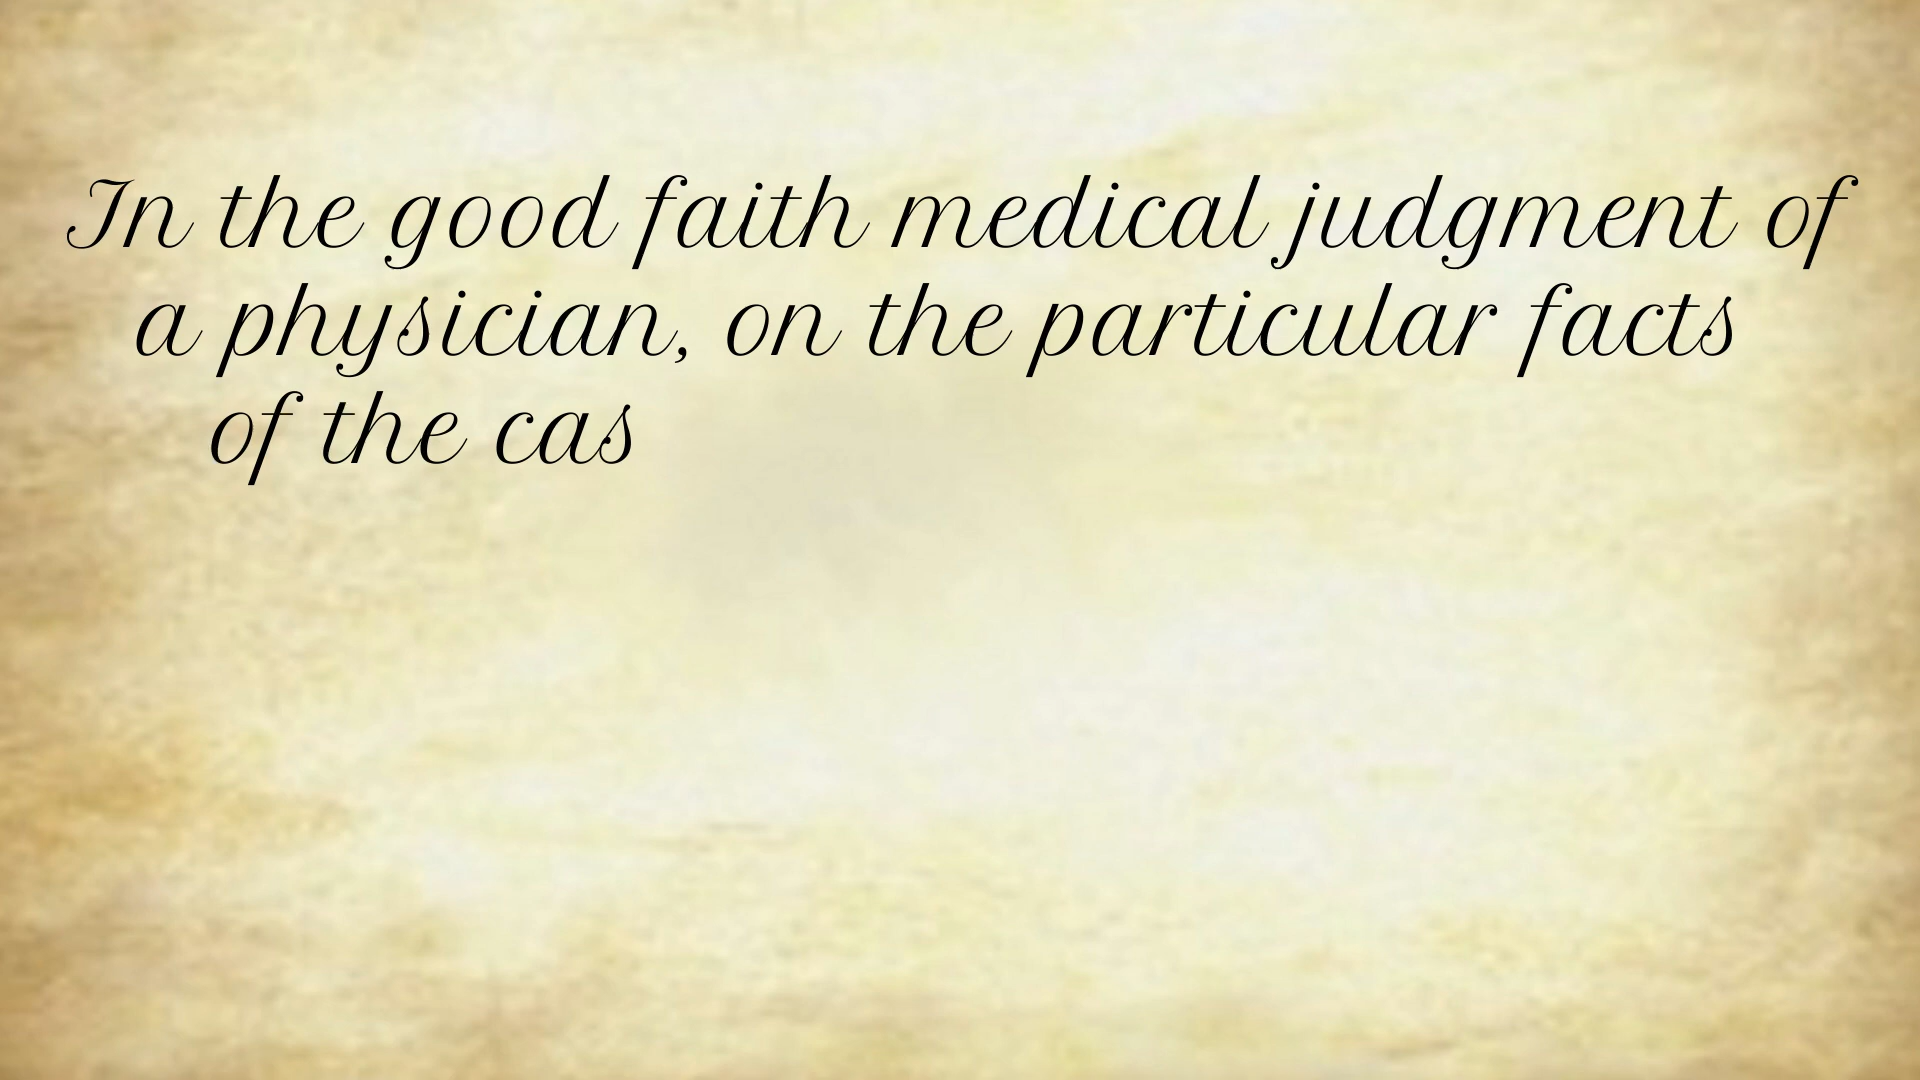 In the good faith medical judgment of
a physician, on the particular facts
of the cas